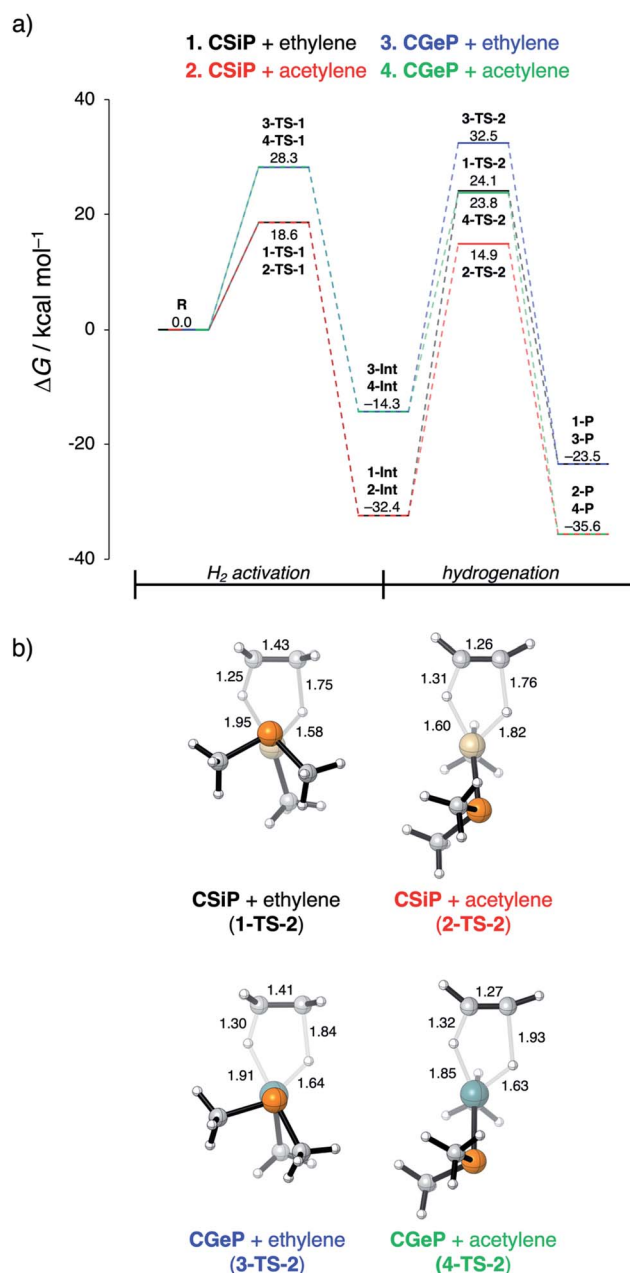 a)
1. CSiP + ethylene 3. CGeP + ethylene
2. CSiP + acetylene 4. CGeP + acetylene
40
20
0
-20
-40
ΔG / kcal mol⁻¹
R
0.0
3-TS-1
4-TS-1
28.3
18.6
1-TS-1
2-TS-1
3-Int
4-Int
−14.3
1-Int
2-Int
−32.4
3-TS-2
32.5
1-TS-2
24.1
23.8
4-TS-2
14.9
2-TS-2
1-P
3-P
−23.5
2-P
4-P
−35.6
H₂ activation hydrogenation
b)
1.43
1.25
1.75
1.95
1.58
CSiP + ethylene
(1-TS-2)
1.26
1.31
1.76
1.60
1.82
CSiP + acetylene
(2-TS-2)
1.41
1.30
1.84
1.91
1.64
CGeP + ethylene
(3-TS-2)
1.27
1.32
1.93
1.85
1.63
CGeP + acetylene
(4-TS-2)